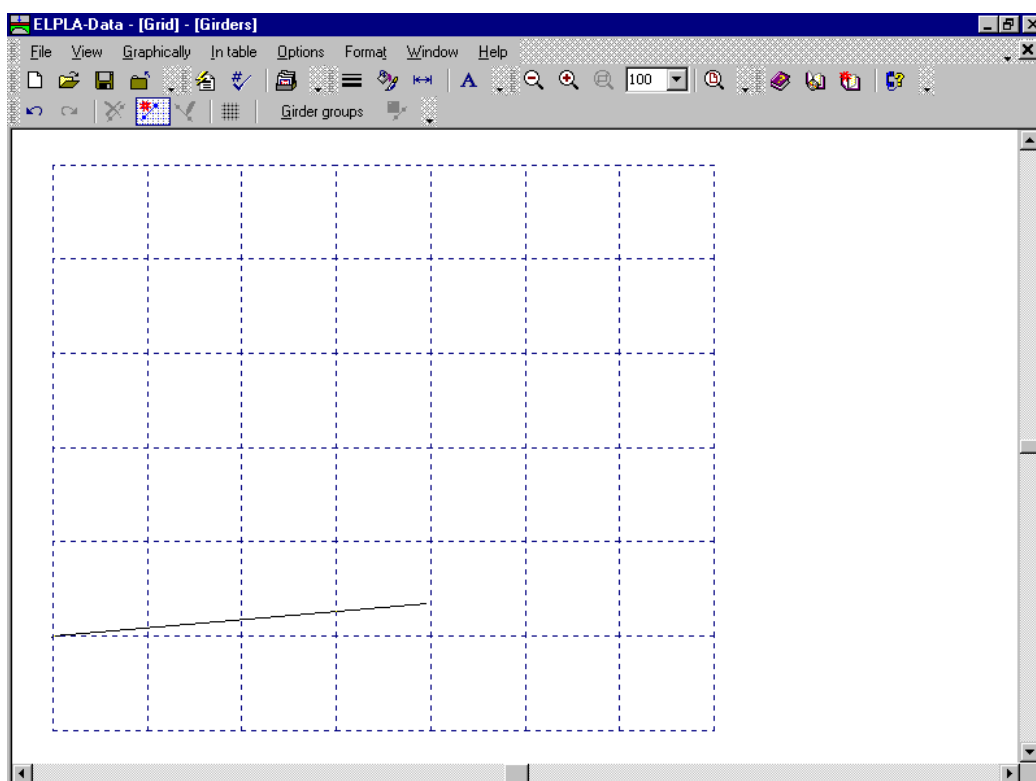 ELPLA-Data - [Grid] - [Girders]
File View Graphically In table Options Format Window Help
A 100
Girder groups